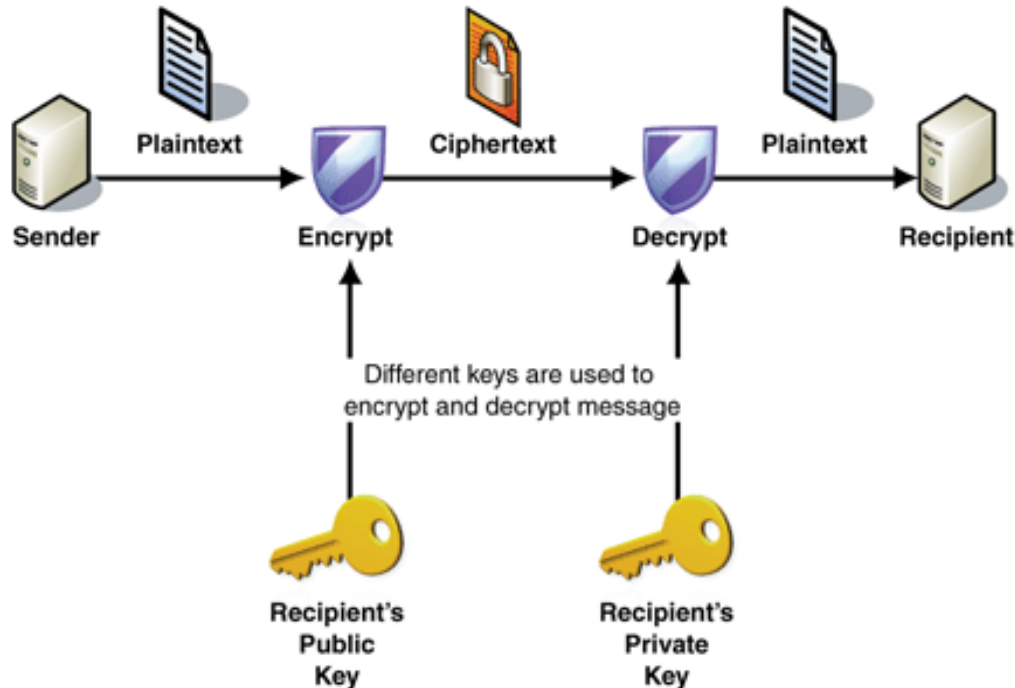 Plaintext
Ciphertext
Plaintext
Sender
Encrypt
Decrypt
Recipient
Different keys are used to
encrypt and decrypt message
Recipient's
Public
Key
Recipient's
Private
Key